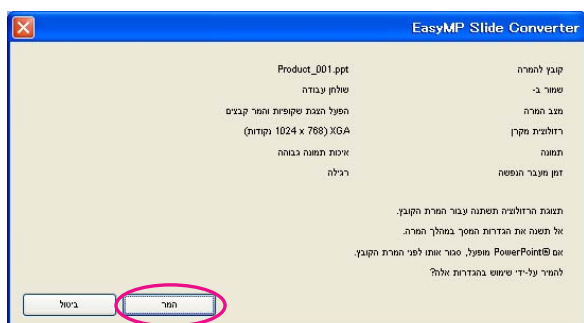 EasyMP Slide Converter
קובץ להמרה Product_001.ppt
שמור ב- שולחן עבודה
מצב המרה הפעל הצגת שקופיות והמר קבצים
רזולוצית מקרן XGA (1024 x 768 נקודות)
תמונה איכות תמונה גבוהה
זמן מעבר הנפשה רגילה
תצוגת הרזולוציה תשתנה עבור המרת הקובץ.
אל תשנה את הגדרות המסך במהלך המרה.
אם PowerPoint® מופעל, סגור אותו לפני המרת הקובץ.
להמיר על-ידי שימוש בהגדרות אלה?
המר ביטול